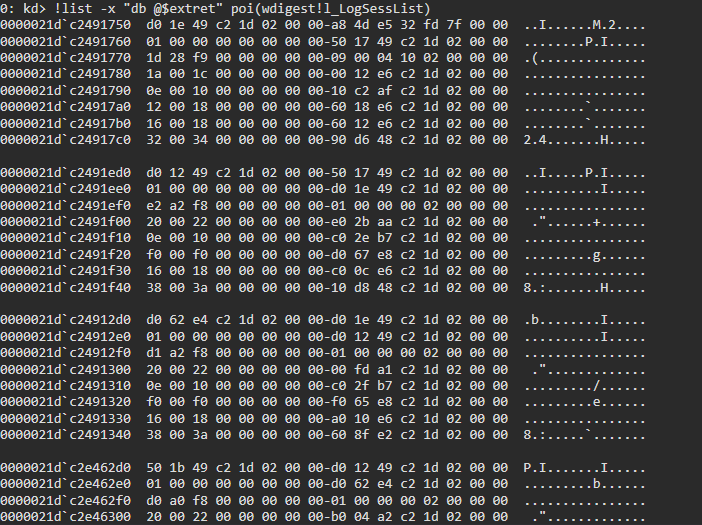 0: kd> !list -x "db @$extret" poi(wdigest!l_LogSessList)
0000021d`c2491750  d0 1e 49 c2 1d 02 00 00-a8 4d e5 32 fd 7f 00 00  ..I......M.2....
0000021d`c2491760  01 00 00 00 00 00 00 00-50 17 49 c2 1d 02 00 00  ........P.I.....
0000021d`c2491770  1d 28 f9 00 00 00 00 00-09 00 04 10 02 00 00 00  .(..............
0000021d`c2491780  1a 00 1c 00 00 00 00 00-00 12 e6 c2 1d 02 00 00  ................
0000021d`c2491790  0e 00 10 00 00 00 00 00-10 c2 af c2 1d 02 00 00  ................
0000021d`c24917a0  12 00 18 00 00 00 00 00-60 18 e6 c2 1d 02 00 00  ........`.......
0000021d`c24917b0  16 00 18 00 00 00 00 00-60 12 e6 c2 1d 02 00 00  ........`.......
0000021d`c24917c0  32 00 34 00 00 00 00 00-90 d6 48 c2 1d 02 00 00  2.4.......H.....
0000021d`c2491ed0  d0 12 49 c2 1d 02 00 00-50 17 49 c2 1d 02 00 00  ..I.....P.I.....
0000021d`c2491ee0  01 00 00 00 00 00 00 00-d0 1e 49 c2 1d 02 00 00  ..........I.....
0000021d`c2491ef0  e2 a2 f8 00 00 00 00 00-01 00 00 00 02 00 00 00  ................
0000021d`c2491f00  20 00 22 00 00 00 00 00-e0 2b aa c2 1d 02 00 00   .".....+......
0000021d`c2491f10  0e 00 10 00 00 00 00 00-c0 2e b7 c2 1d 02 00 00  ................
0000021d`c2491f20  f0 00 f0 00 00 00 00 00-d0 67 e8 c2 1d 02 00 00  .........g......
0000021d`c2491f30  16 00 18 00 00 00 00 00-c0 0c e6 c2 1d 02 00 00  ................
0000021d`c2491f40  38 00 3a 00 00 00 00 00-10 d8 48 c2 1d 02 00 00  8.:.......H.....
0000021d`c24912d0  d0 62 e4 c2 1d 02 00 00-d0 1e 49 c2 1d 02 00 00  .b........I.....
0000021d`c24912e0  01 00 00 00 00 00 00 00-d0 12 49 c2 1d 02 00 00  ..........I.....
0000021d`c24912f0  d1 a2 f8 00 00 00 00 00-01 00 00 00 02 00 00 00  ................
0000021d`c2491300  20 00 22 00 00 00 00 00-00 fd a1 c2 1d 02 00 00   .".............
0000021d`c2491310  0e 00 10 00 00 00 00 00-c0 2f b7 c2 1d 02 00 00  ........./......
0000021d`c2491320  f0 00 f0 00 00 00 00 00-f0 65 e8 c2 1d 02 00 00  .........e......
0000021d`c2491330  16 00 18 00 00 00 00 00-a0 10 e6 c2 1d 02 00 00  ................
0000021d`c2491340  38 00 3a 00 00 00 00 00-60 8f e2 c2 1d 02 00 00  8.:.....`.......
0000021d`c2e462d0  50 1b 49 c2 1d 02 00 00-d0 12 49 c2 1d 02 00 00  P.I.......I.....
0000021d`c2e462e0  01 00 00 00 00 00 00 00-d0 62 e4 c2 1d 02 00 00  .........b......
0000021d`c2e462f0  d0 a0 f8 00 00 00 00 00-01 00 00 00 02 00 00 00  ................
0000021d`c2e46300  20 00 22 00 00 00 00 00-b0 04 a2 c2 1d 02 00 00   .".............